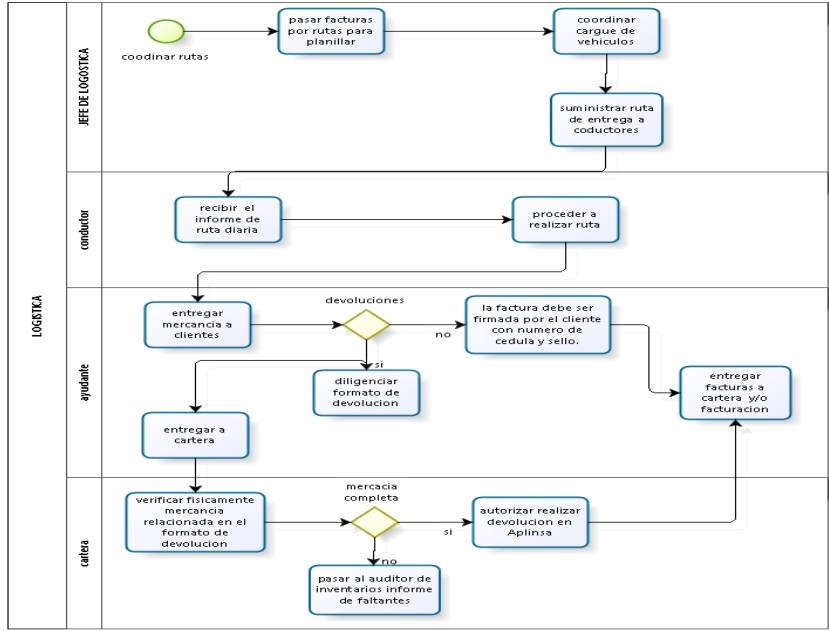 LOGISTICA
JEFE DE LOGOSTICA
coodinar rutas
pasar facturas
por rutas para
planillar
coordinar
cargue de
vehiculos
suministrar ruta
de entrega a
coductores
conductor
recibir el
informe de
ruta diaria
proceder a
realizar ruta
ayudante
entregar
mercancia a
clientes
devoluciones
no
si
la factura debe ser
firmada por el cliente
con numero de
cedula y sello.
diligenciar
formato de
devolucion
entregar a
cartera
entregar
facturas a
cartera y/o
facturacion
cartera
verificar fisicamente
mercancia
relacionada en el
formato de
devolucion
mercacia
completa
si
no
autorizar realizar
devolucion en
Aplinsa
pasar al auditor de
inventarios informe
de faltantes